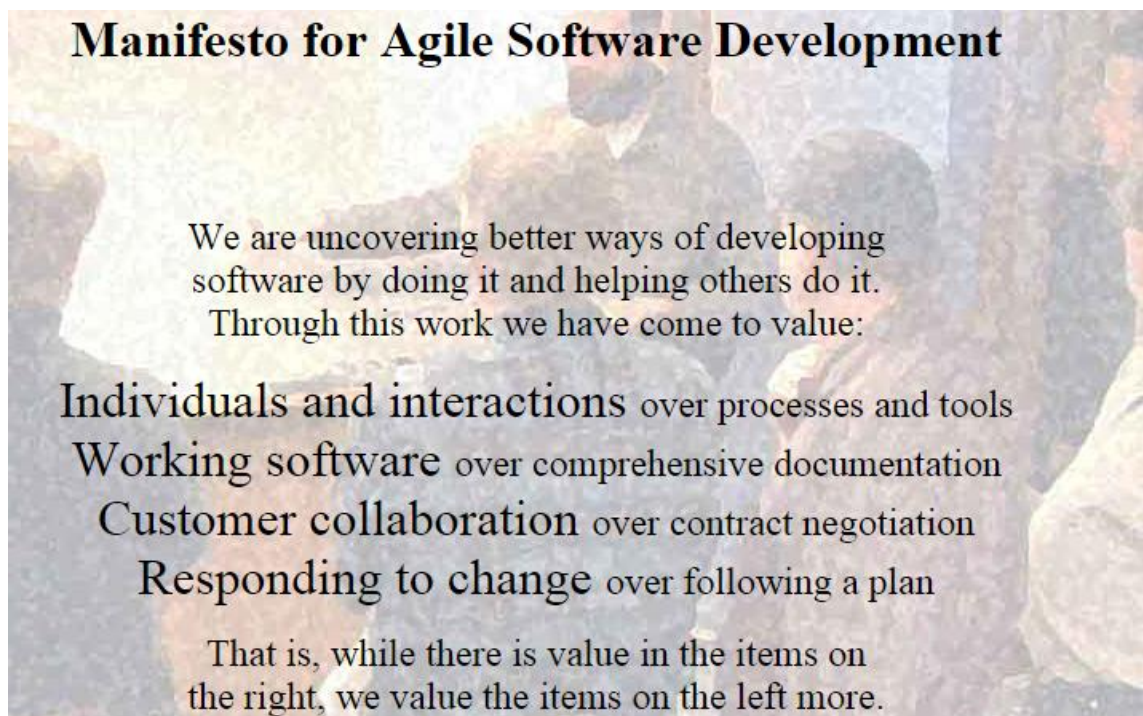 Manifesto for Agile Software Development
We are uncovering better ways of developing
software by doing it and helping others do it.
Through this work we have come to value:
Individuals and interactions over processes and tools
Working software over comprehensive documentation
Customer collaboration over contract negotiation
Responding to change over following a plan
That is, while there is value in the items on
the right, we value the items on the left more.